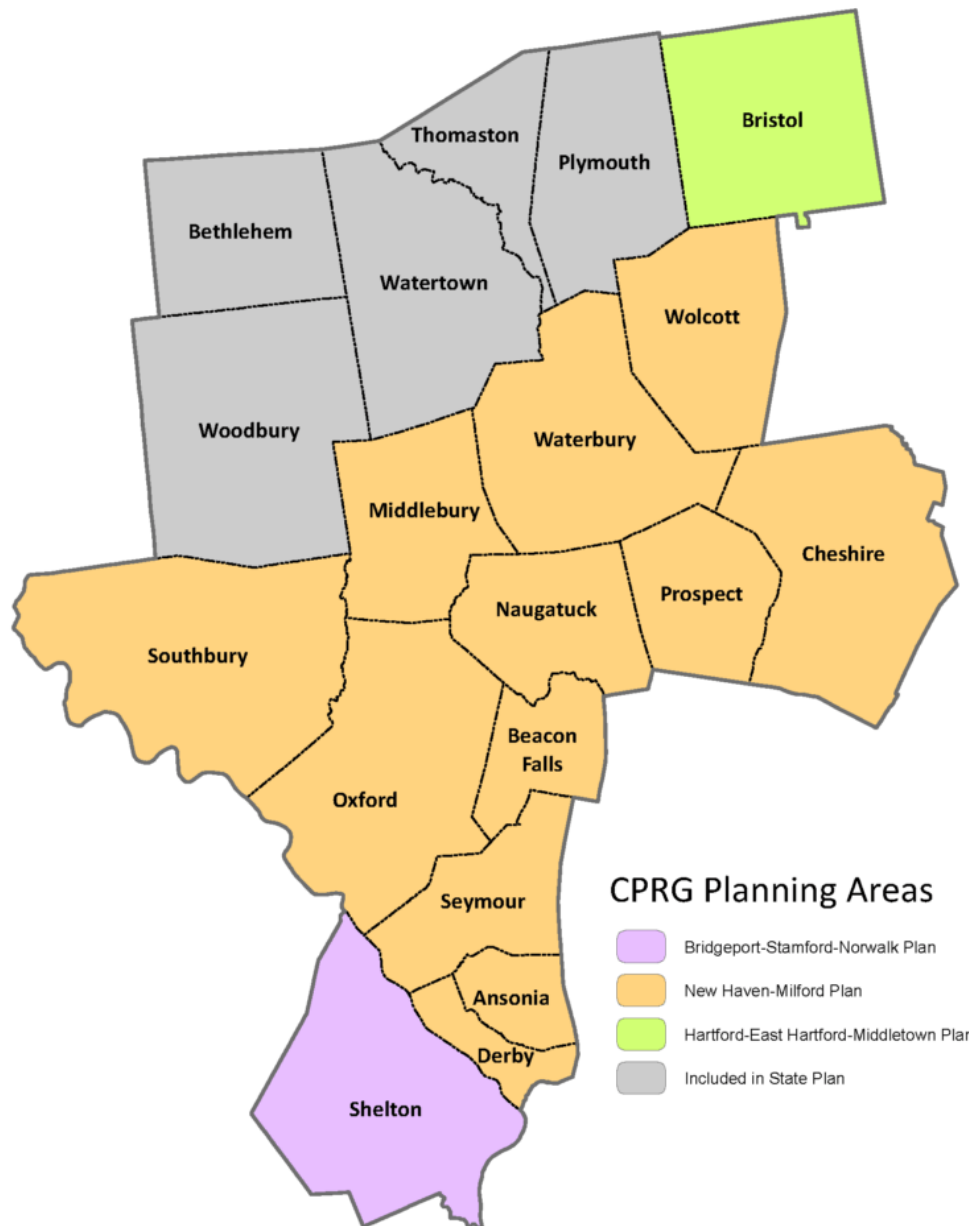 Bristol
Thomaston
Plymouth
Bethlehem
Watertown
Wolcott
Woodbury
Waterbury
Middlebury
Cheshire
Naugatuck
Prospect
Southbury
Beacon
Falls
Oxford
Seymour
Ansonia
Derby
Shelton
CPRG Planning Areas
Bridgeport-Stamford-Norwalk Plan
New Haven-Milford Plan
Hartford-East Hartford-Middletown Plan
Included in State Plan